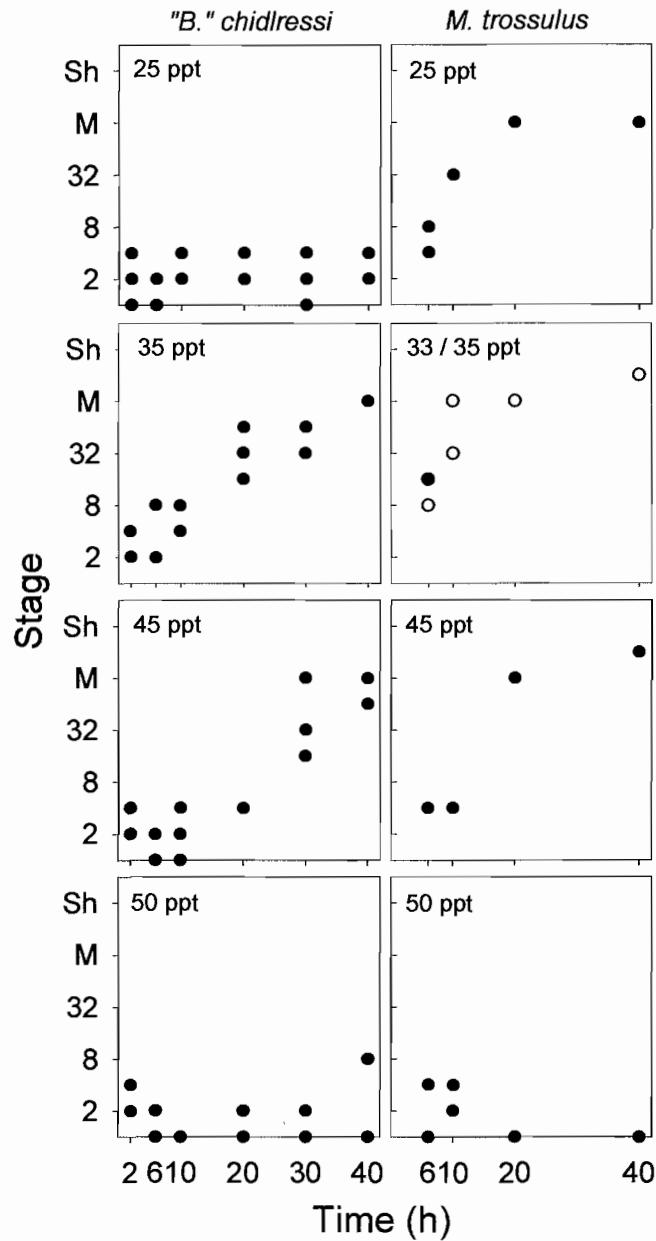 "B." chidlressi M. trossulus
Stage
25 ppt 25 ppt
Sh
M
32
8
2
35 ppt 33 / 35 ppt
Sh
M
32
8
2
45 ppt 45 ppt
Sh
M
32
8
2
50 ppt 50 ppt
Sh
M
32
8
2
2 6 10 20 30 40 6 10 20 40
Time (h)